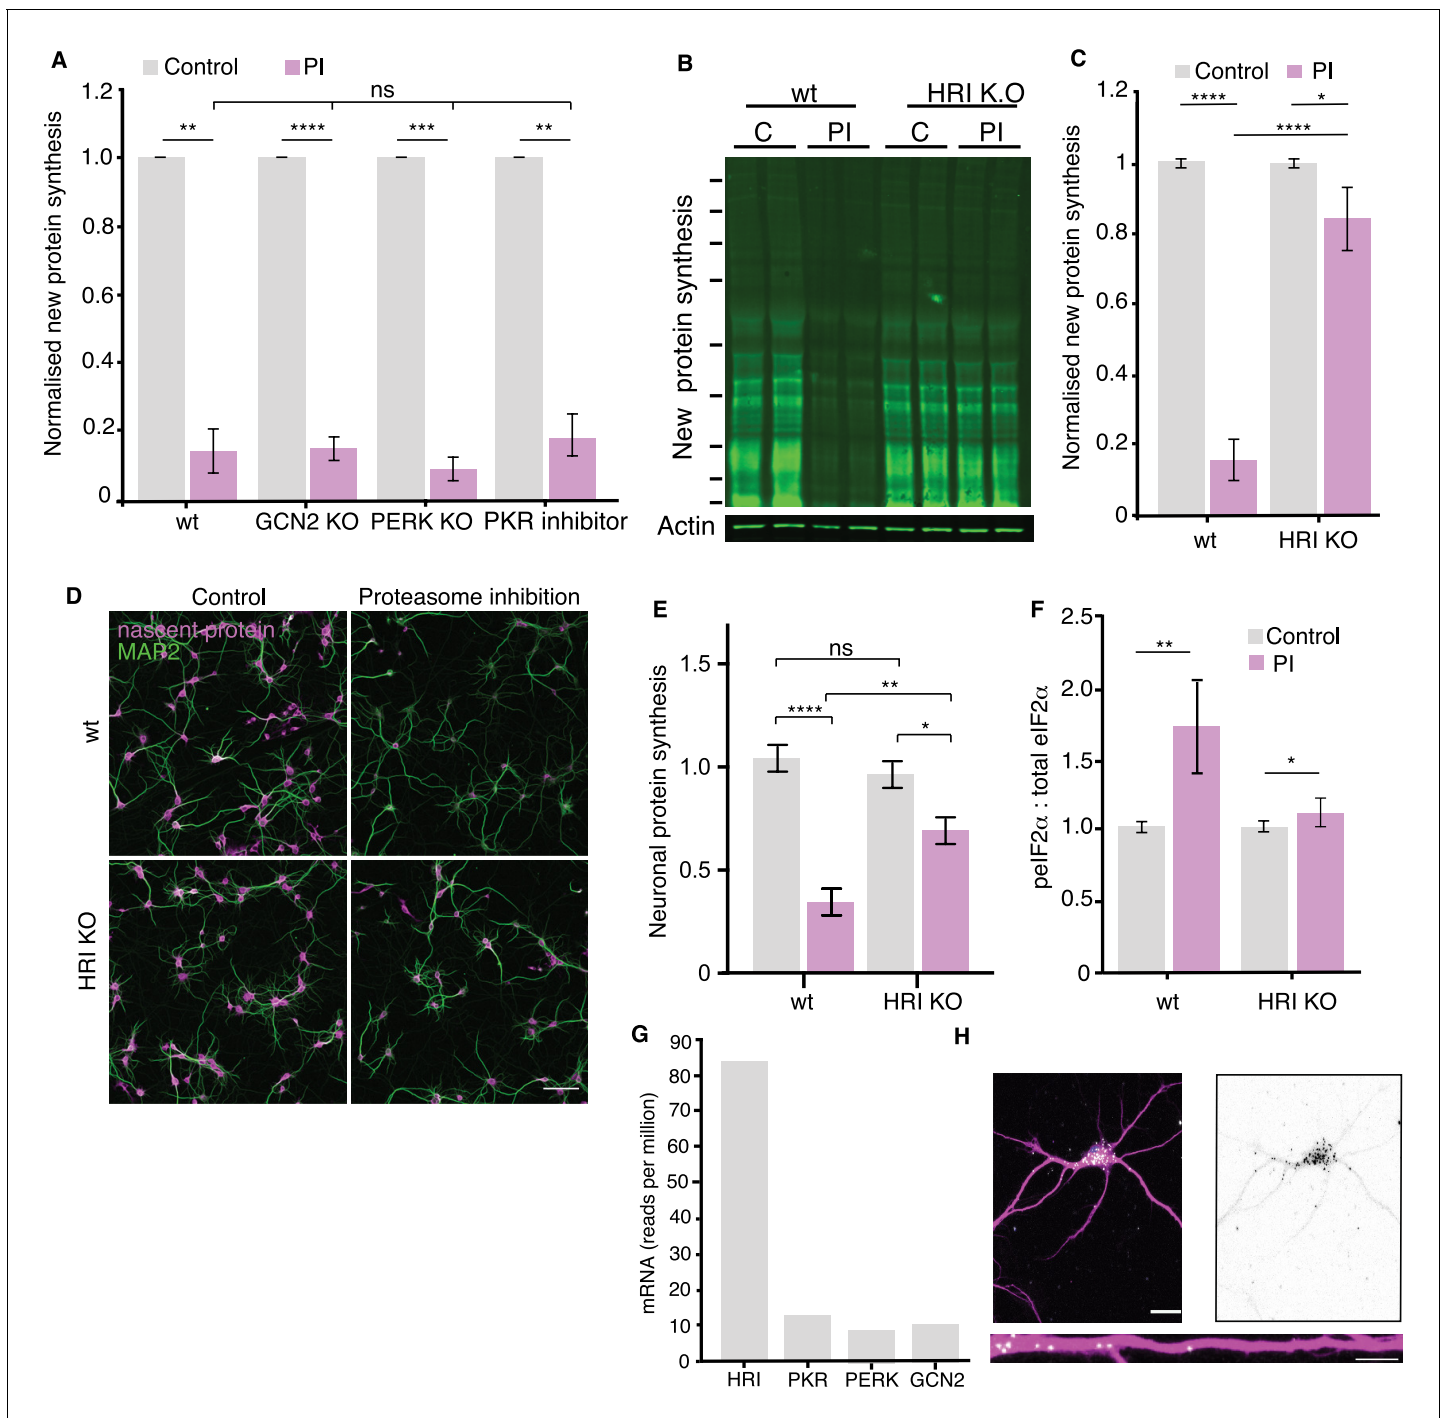 A
Control
PI
ns
**
****
***
**
Normalised new protein synthesis
1.2
1.0
0.8
0.6
0.4
0.2
0
wt
GCN2 KO
PERK KO
PKR inhibitor
B
wt
HRI K.O
C
PI
C
PI
New protein synthesis
Actin
C
Control
PI
****
*
****
Normalised new protein synthesis
1.2
1
0.8
0.6
0.4
0.2
0
wt
HRI KO
D
Control
Proteasome inhibition
nascent protein
MAP2
wt
HRI KO
E
Neuronal protein synthesis
1.5
1.0
0.5
0
ns
**
****
*
wt
HRI KO
F
Control
PI
peIF2α : total eIF2α
2.5
2.0
1.5
1.0
0.5
0
**
*
wt
HRI KO
G
mRNA (reads per million)
90
80
70
60
50
40
30
20
10
0
HRI
PKR
PERK
GCN2
H